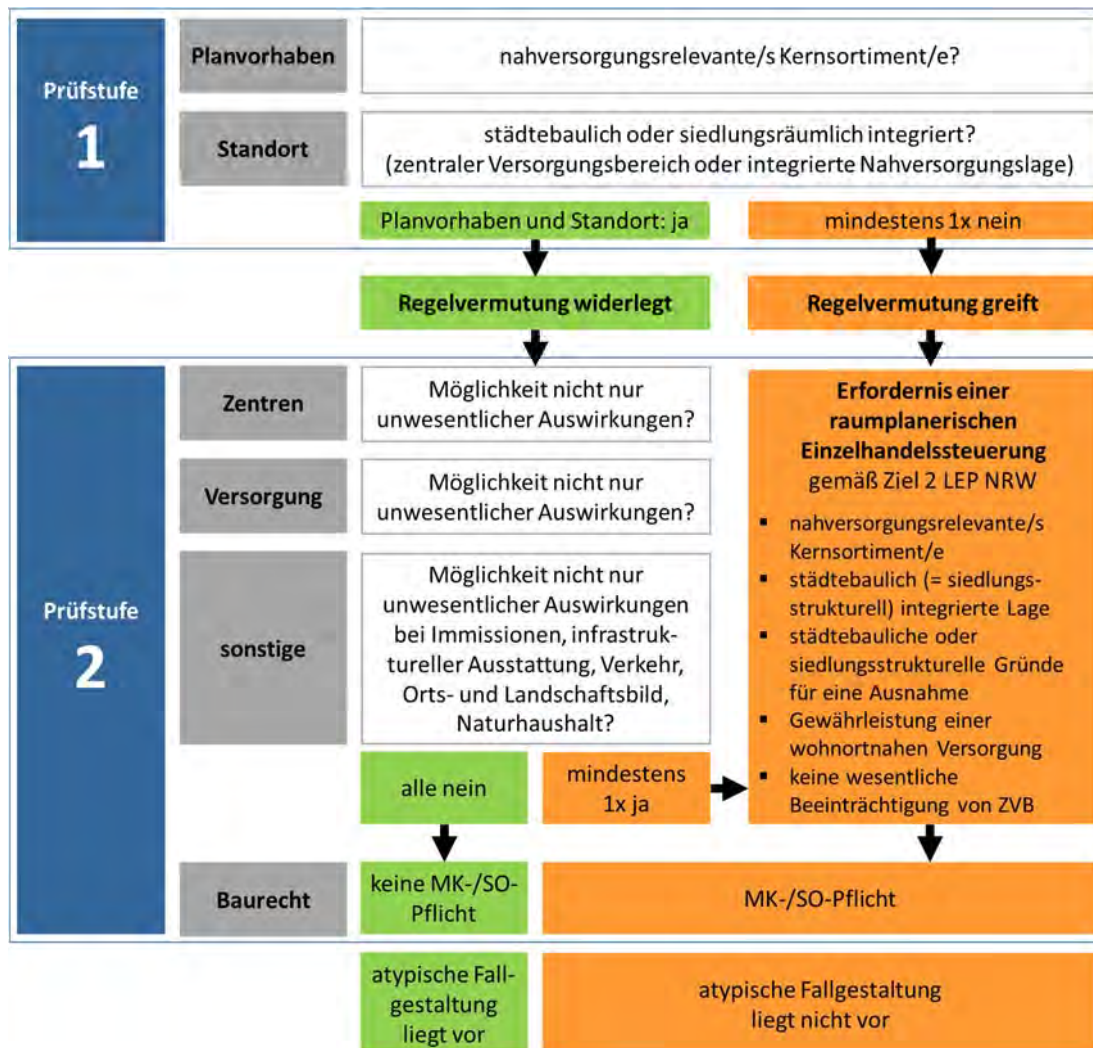 Prüfstufe
1
Planvorhaben
nahversorgungsrelevante/s Kernsortiment/e?
Standort
städtebaulich oder siedlungsräumlich integriert?
(zentraler Versorgungsbereich oder integrierte Nahversorgungslage)
Planvorhaben und Standort: ja
mindestens 1x nein
Regelvermutung widerlegt
Regelvermutung greift
Prüfstufe
2
Zentren
Möglichkeit nicht nur
unwesentlicher Auswirkungen?
Versorgung
Möglichkeit nicht nur
unwesentlicher Auswirkungen?
sonstige
Möglichkeit nicht nur
unwesentlicher Auswirkungen
bei Immissionen, infrastruk-
tureller Ausstattung, Verkehr,
Orts- und Landschaftsbild,
Naturhaushalt?
alle nein
mindestens
1x ja
Erfordernis einer
raumplanerischen
Einzelhandelssteuerung
gemäß Ziel 2 LEP NRW
▪ nahversorgungsrelevante/s
Kernsortiment/e
▪ städtebaulich (= siedlungs-
strukturell) integrierte Lage
▪ städtebauliche oder
siedlungsstrukturelle Gründe
für eine Ausnahme
▪ Gewährleistung einer
wohnortnahen Versorgung
▪ keine wesentliche
Beeinträchtigung von ZVB
Baurecht
keine MK-/SO-
Pflicht
MK-/SO-Pflicht
atypische Fall-
gestaltung
liegt vor
atypische Fallgestaltung
liegt nicht vor